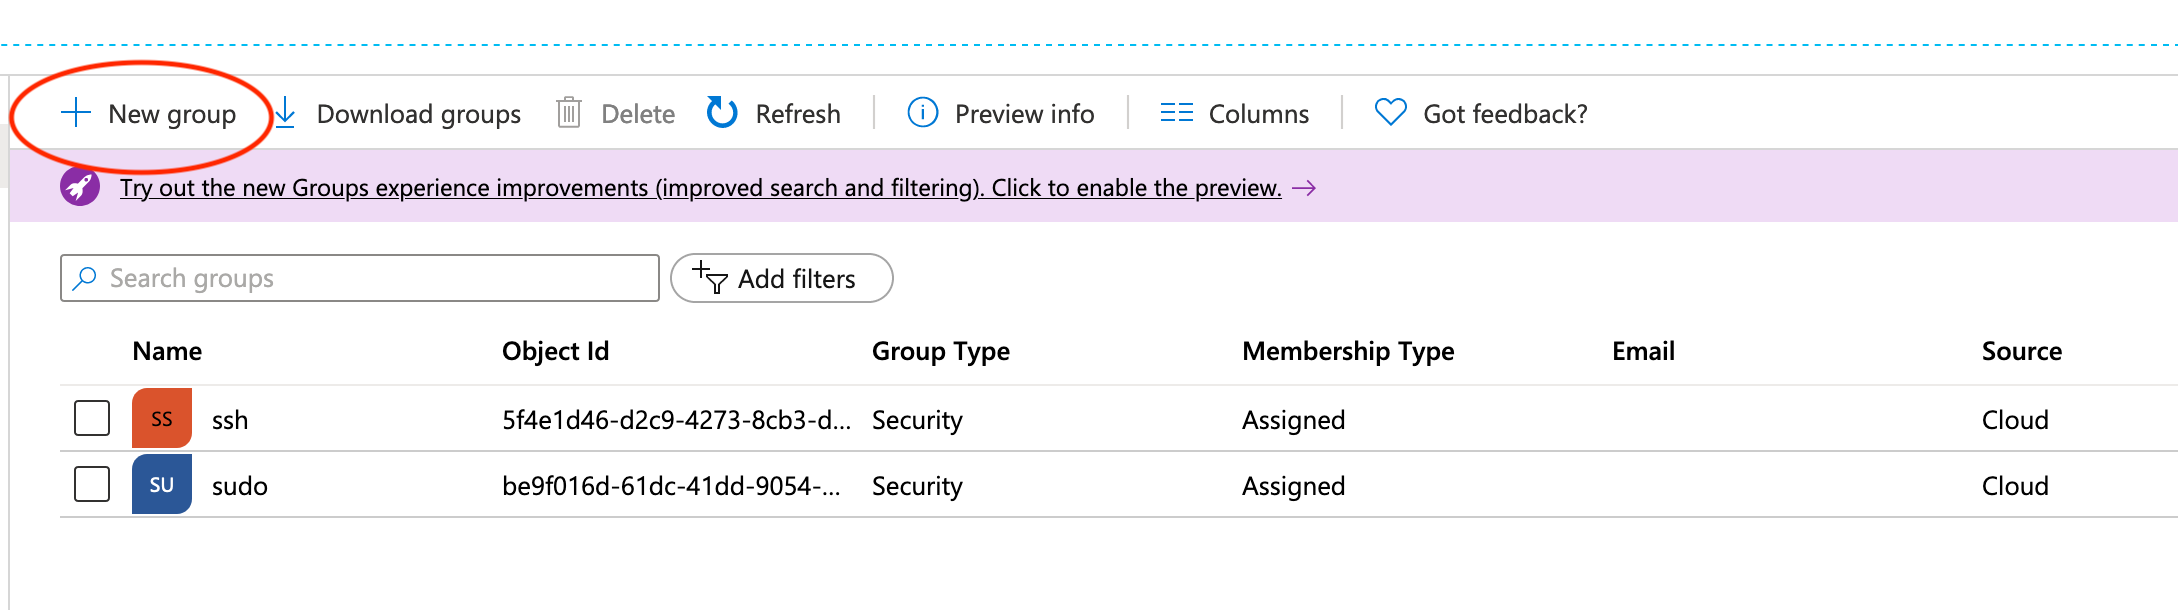 New group Download groups Delete Refresh Preview info Columns Got feedback?
Try out the new Groups experience improvements (improved search and filtering). Click to enable the preview. →
Search groups Add filters
Name Object Id Group Type Membership Type Email Source
SS ssh 5f4e1d46-d2c9-4273-8cb3-d... Security Assigned Cloud
SU sudo be9f016d-61dc-41dd-9054-... Security Assigned Cloud